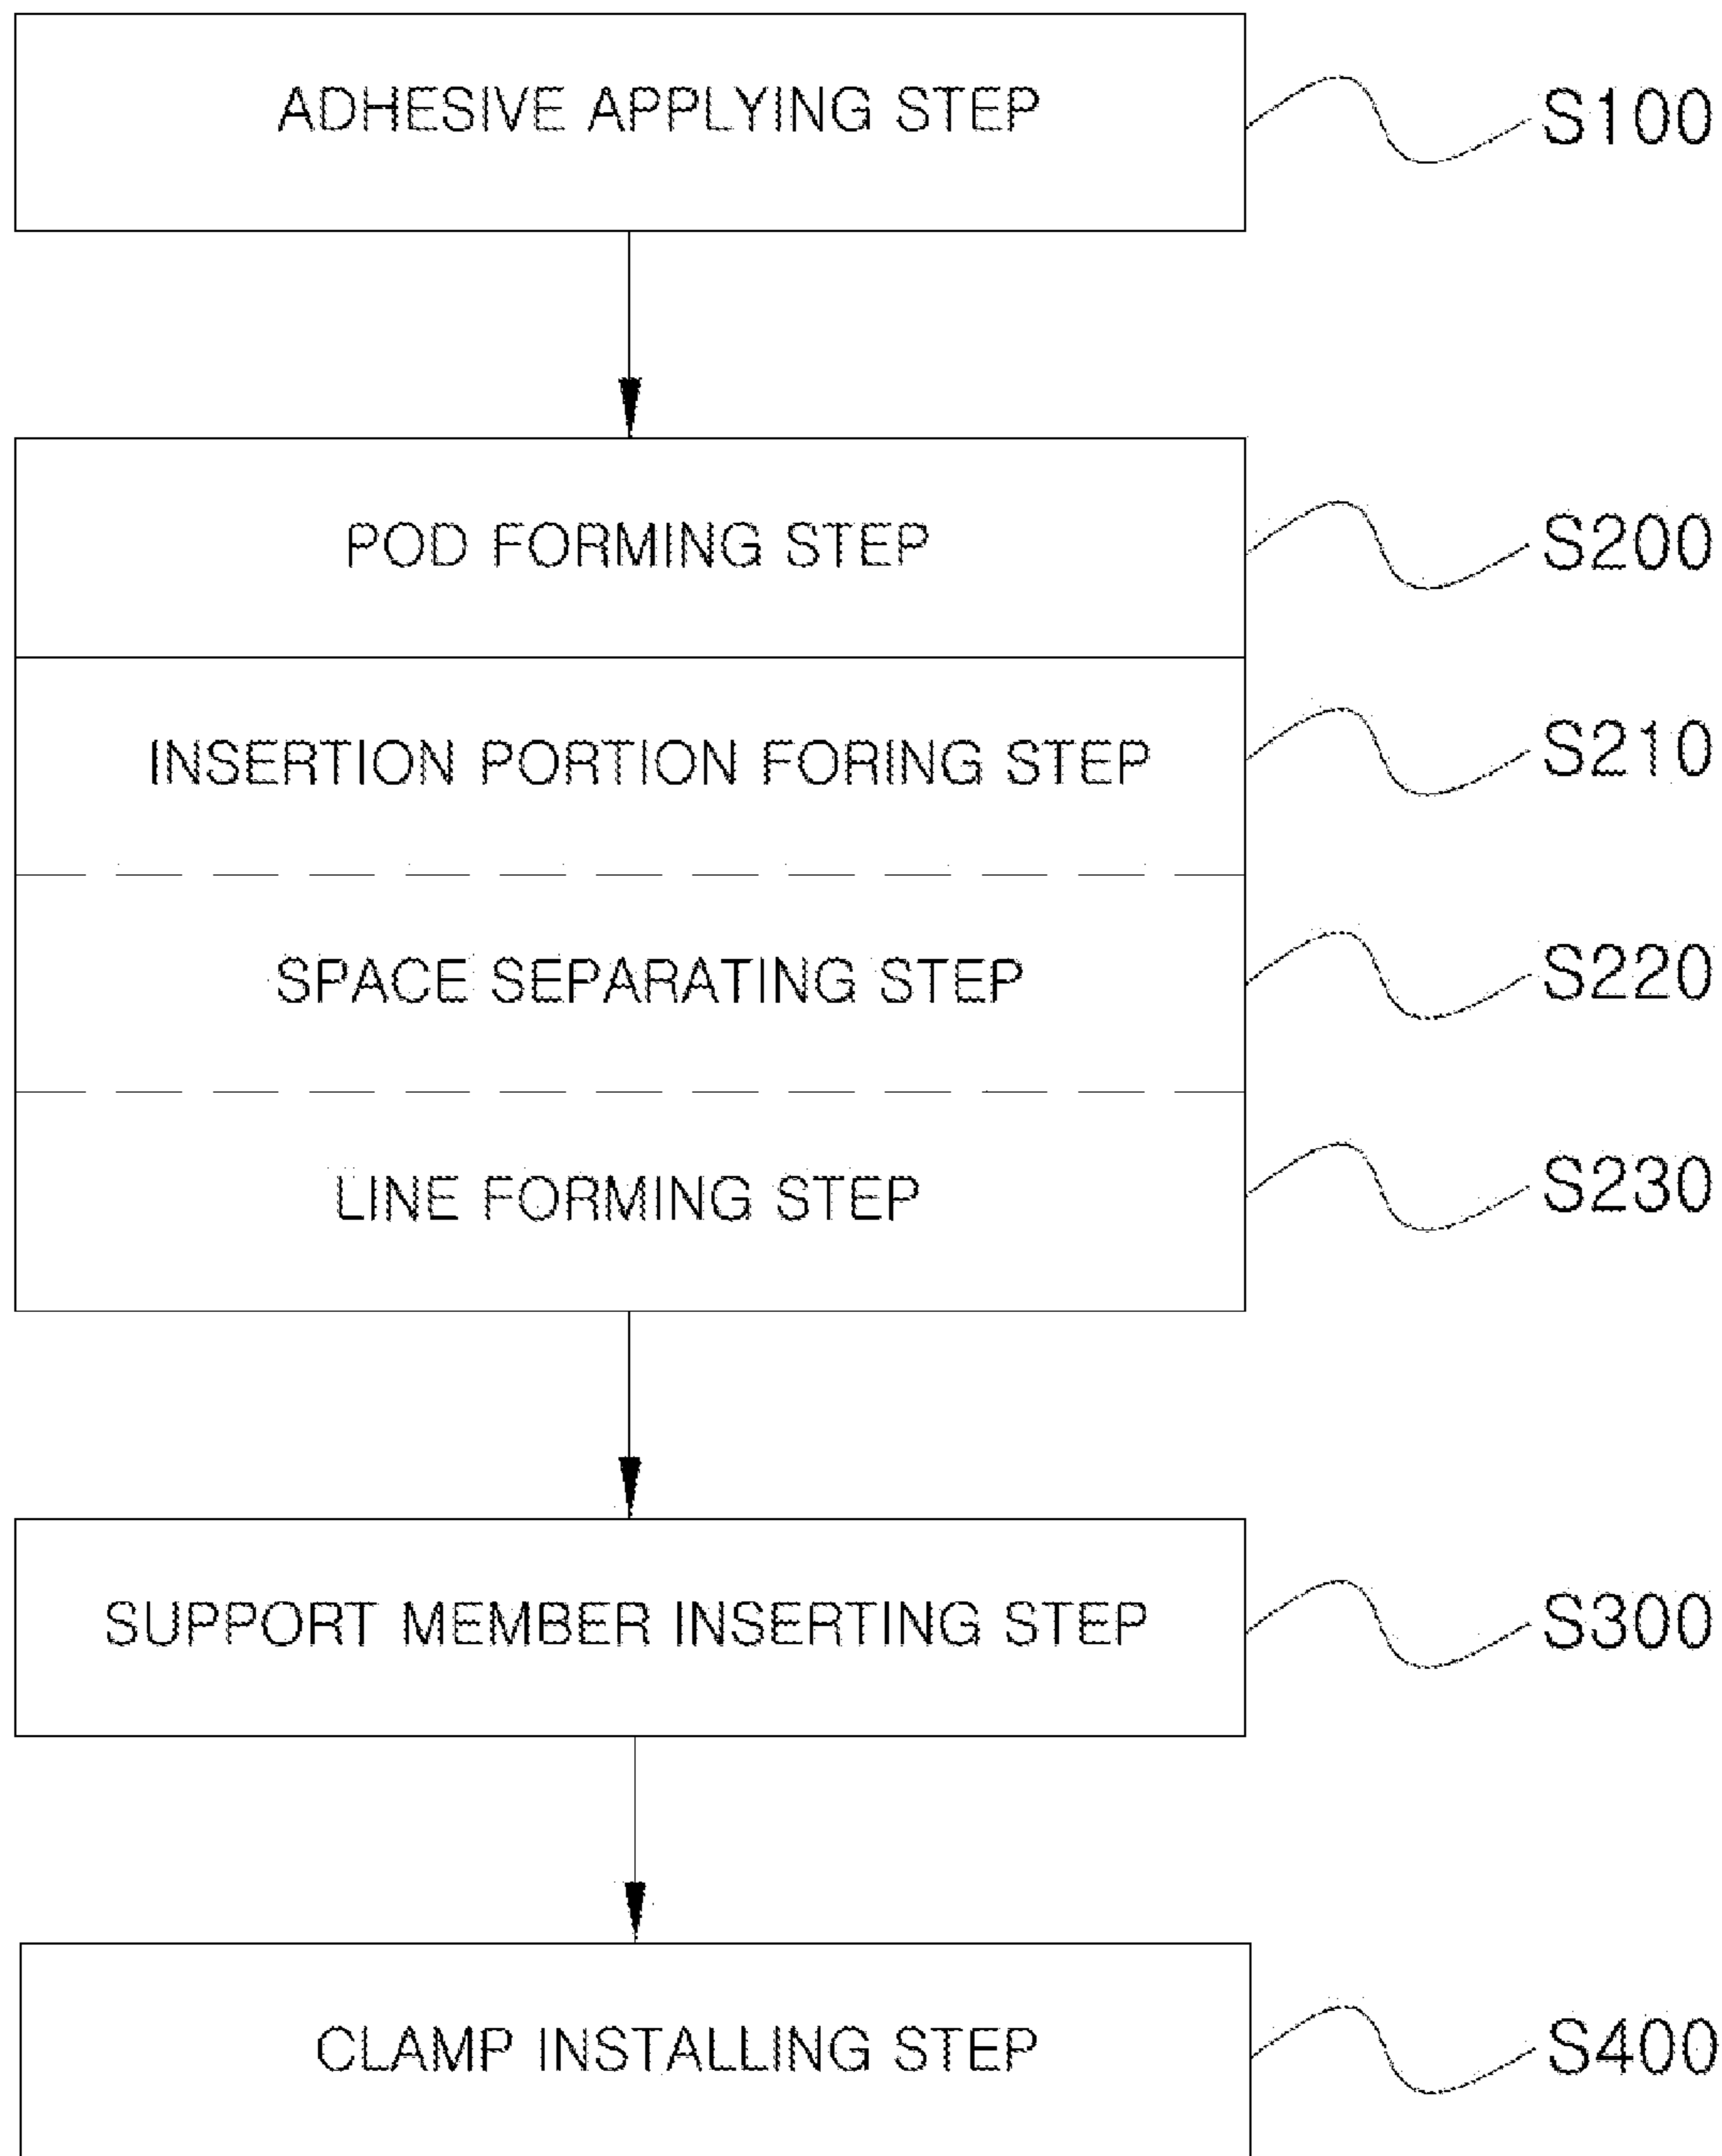 ADHESIVE APPLYING STEP S100
POD FORMING STEP S200
INSERTION PORTION FORING STEP S210
SPACE SEPARATING STEP S220
LINE FORMING STEP S230
SUPPORT MEMBER INSERTING STEP S300
CLAMP INSTALLING STEP S400